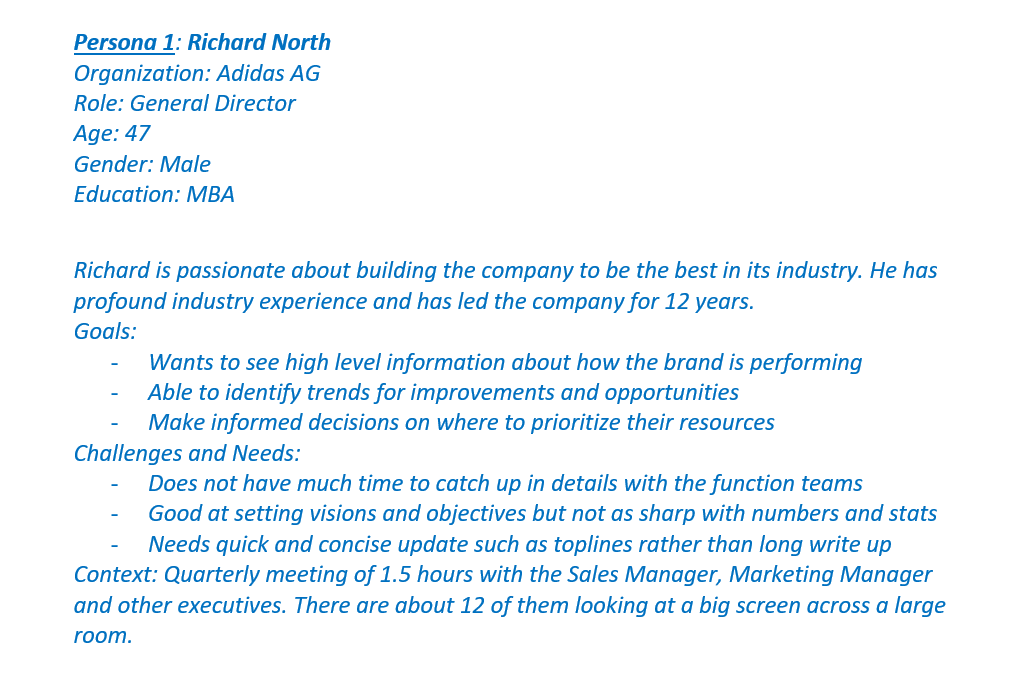 Persona 1: Richard North
Organization: Adidas AG
Role: General Director
Age: 47
Gender: Male
Education: MBA
Richard is passionate about building the company to be the best in its industry. He has
profound industry experience and has led the company for 12 years.
Goals:
- Wants to see high level information about how the brand is performing
- Able to identify trends for improvements and opportunities
- Make informed decisions on where to prioritize their resources
Challenges and Needs:
- Does not have much time to catch up in details with the function teams
- Good at setting visions and objectives but not as sharp with numbers and stats
- Needs quick and concise update such as toplines rather than long write up
Context: Quarterly meeting of 1.5 hours with the Sales Manager, Marketing Manager
and other executives. There are about 12 of them looking at a big screen across a large
room.